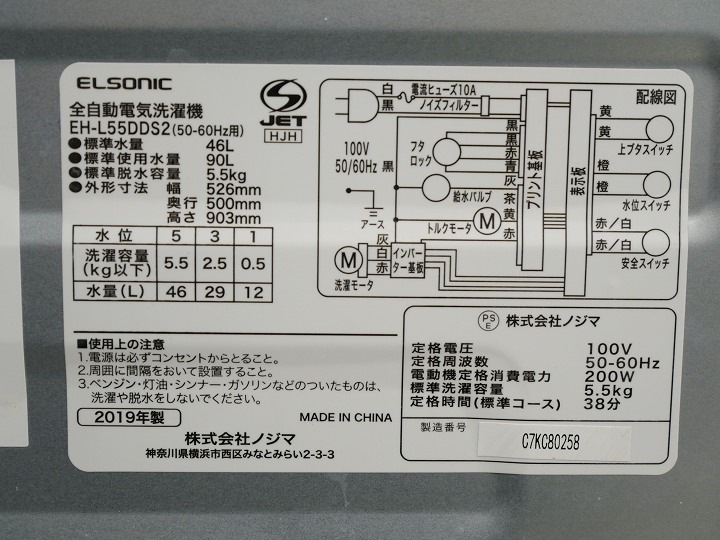 ELSONIC
全自動電気洗濯機
EH-L55DDS2(50-60Hz用)
●標準水量 46L
●標準使用水量 90L
●標準脱水容量 5.5kg
●外形寸法 幅 526mm
奥行 500mm
高さ 903mm
S
JET
HJH
水 位 5 3 1
洗濯容量(kg以下) 5.5 2.5 0.5
水量(L) 46 29 12
■使用上の注意
1.電源は必ずコンセントからとること。
2.周囲に間隔をおいて設置すること。
3.ベンジン・灯油・シンナー・ガソリンなどのついたものは、
洗濯や脱水をしないでください。
2019年製
MADE IN CHINA
株式会社ノジマ
神奈川県横浜市西区みなとみらい2-3-3
配線図
白
黒
電流ヒューズ10A
ノイズフィルター
100V
50/60Hz
黒
アース
フタ
ロック
黒
黒
赤
青
灰
給水バルブ
茶
トルクモータ
M
黄
赤
プリント基板
表示板
黄
黄
上ブタスイッチ
橙
橙
水位スイッチ
赤/白
赤/白
安全スイッチ
灰
白
赤
M
洗濯モータ
インバー
ター基板
PS
E
株式会社ノジマ
定格電圧 100V
定格周波数 50-60Hz
電動機定格消費電力 200W
標準洗濯容量 5.5kg
定格時間(標準コース) 38分
製造番号 C7KC80258